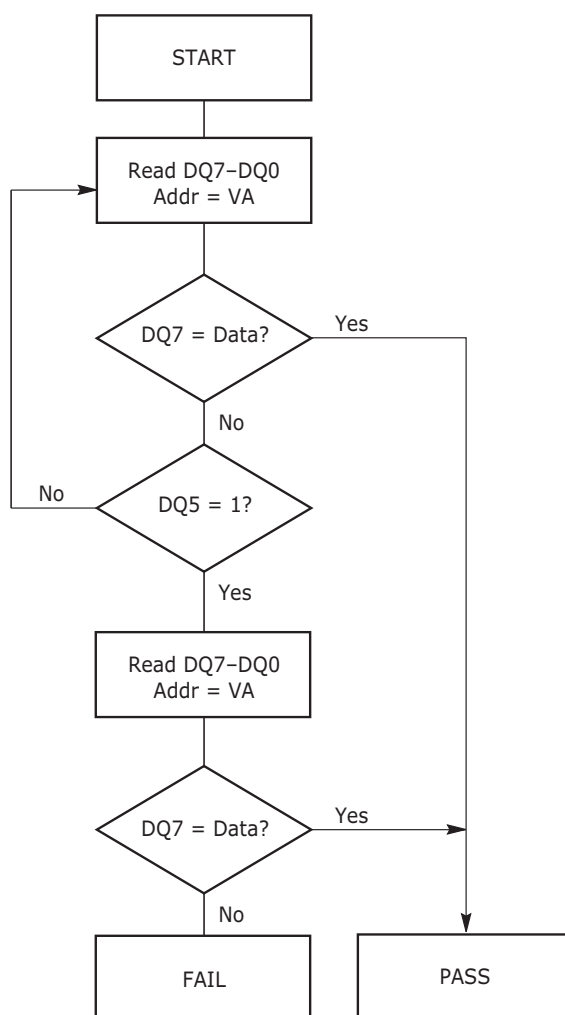 START
Read DQ7–DQ0
Addr = VA
DQ7 = Data?
Yes
No
No
DQ5 = 1?
Yes
Read DQ7–DQ0
Addr = VA
DQ7 = Data?
Yes
No
FAIL
PASS